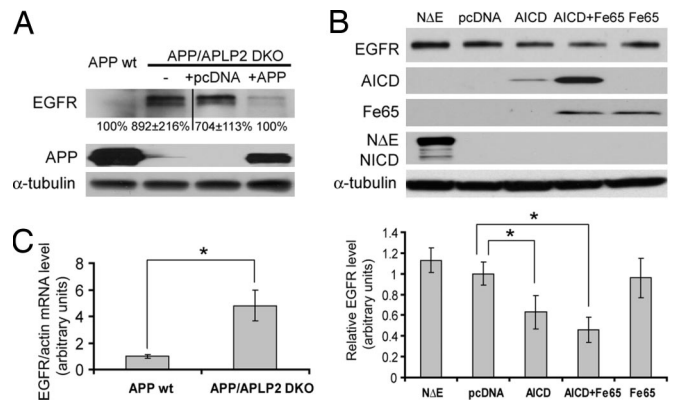 A
APP wt
APP/APLP2 DKO
- +pcDNA +APP
EGFR
100% 892±216% 704±113% 100%
APP
α-tubulin
B
NΔE pcDNA AICD AICD+Fe65 Fe65
EGFR
AICD
Fe65
NΔE
NICD
α-tubulin
C
EGFR/actin mRNA level
(arbitrary units)
8
6
4
2
0
*
APP wt APP/APLP2 DKO
Relative EGFR level
(arbitrary units)
1.4
1.2
1
0.8
0.6
0.4
0.2
0
*
*
NΔE pcDNA AICD AICD+Fe65 Fe65